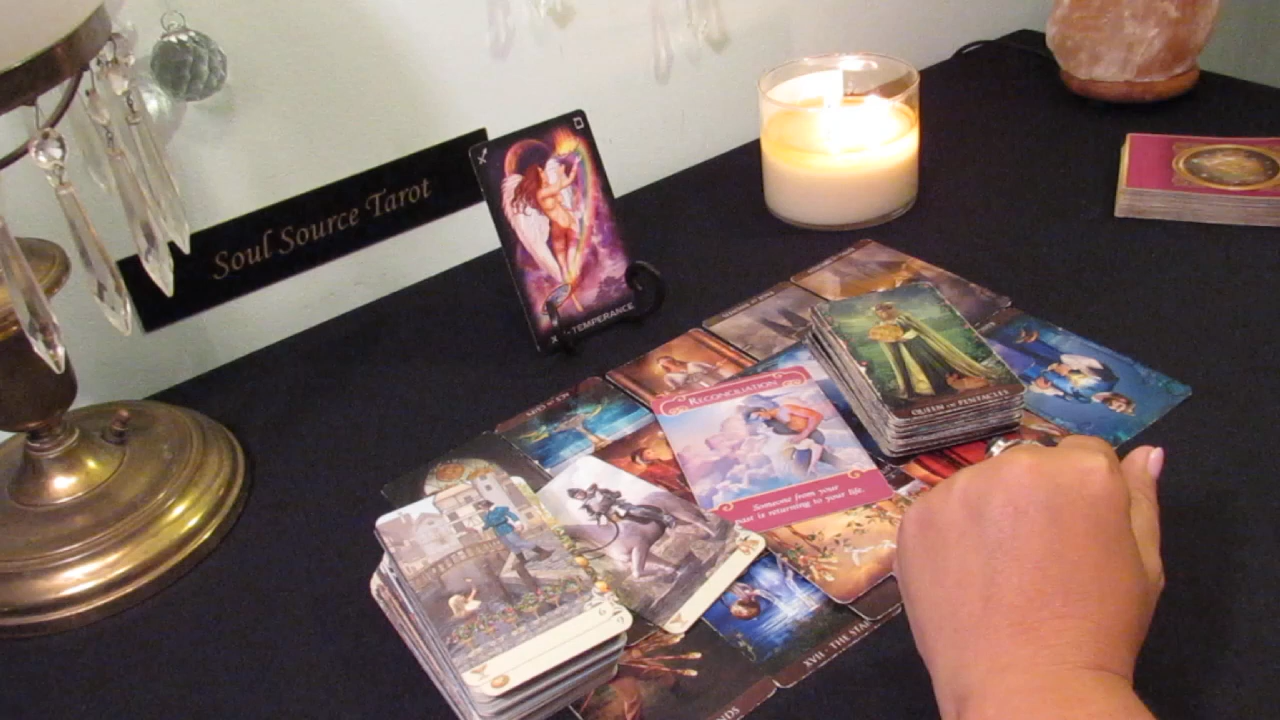 Soul Source Tarot
TEMPERANCE
RECONCILIATION
Someone from your
past is returning to your life.
QUEEN OF PENTACLES
XVII · THE STAR